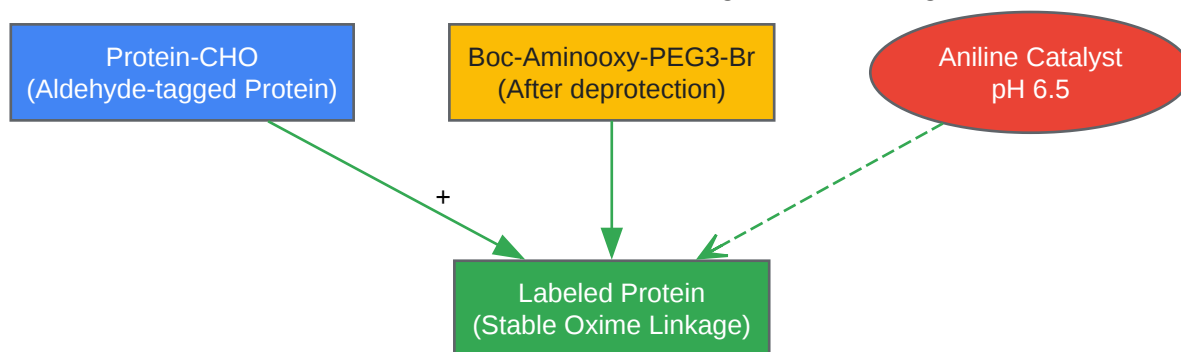 Protein-CHO
(Aldehyde-tagged Protein)
Boc-Aminooxy-PEG3-Br
(After deprotection)
Aniline Catalyst
pH 6.5
+
Labeled Protein
(Stable Oxime Linkage)